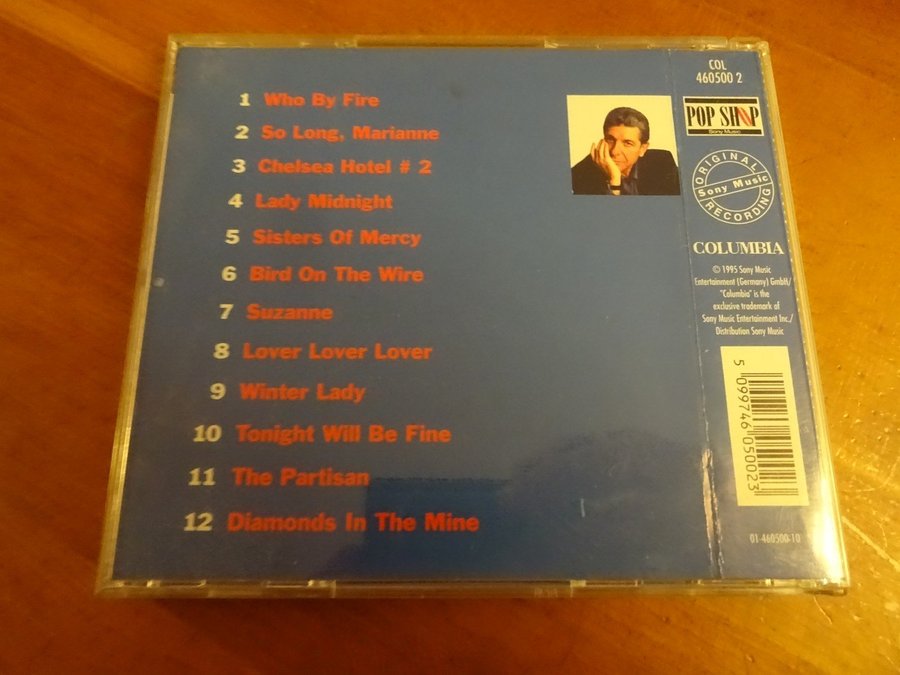 1 Who By Fire
2 So Long, Marianne
3 Chelsea Hotel # 2
4 Lady Midnight
5 Sisters Of Mercy
6 Bird On The Wire
7 Suzanne
8 Lover Lover Lover
9 Winter Lady
10 Tonight Will Be Fine
11 The Partisan
12 Diamonds In The Mine
COL
460500 2
POP SHOP
Sony Music
ORIGINAL
Sony Music
RECORDING
COLUMBIA
© 1995 Sony Music
Entertainment (Germany) GmbH/
"Columbia" is the
exclusive trademark of
Sony Music Entertainment Inc./
Distribution Sony Music
5 099746 050023
01-460500-10